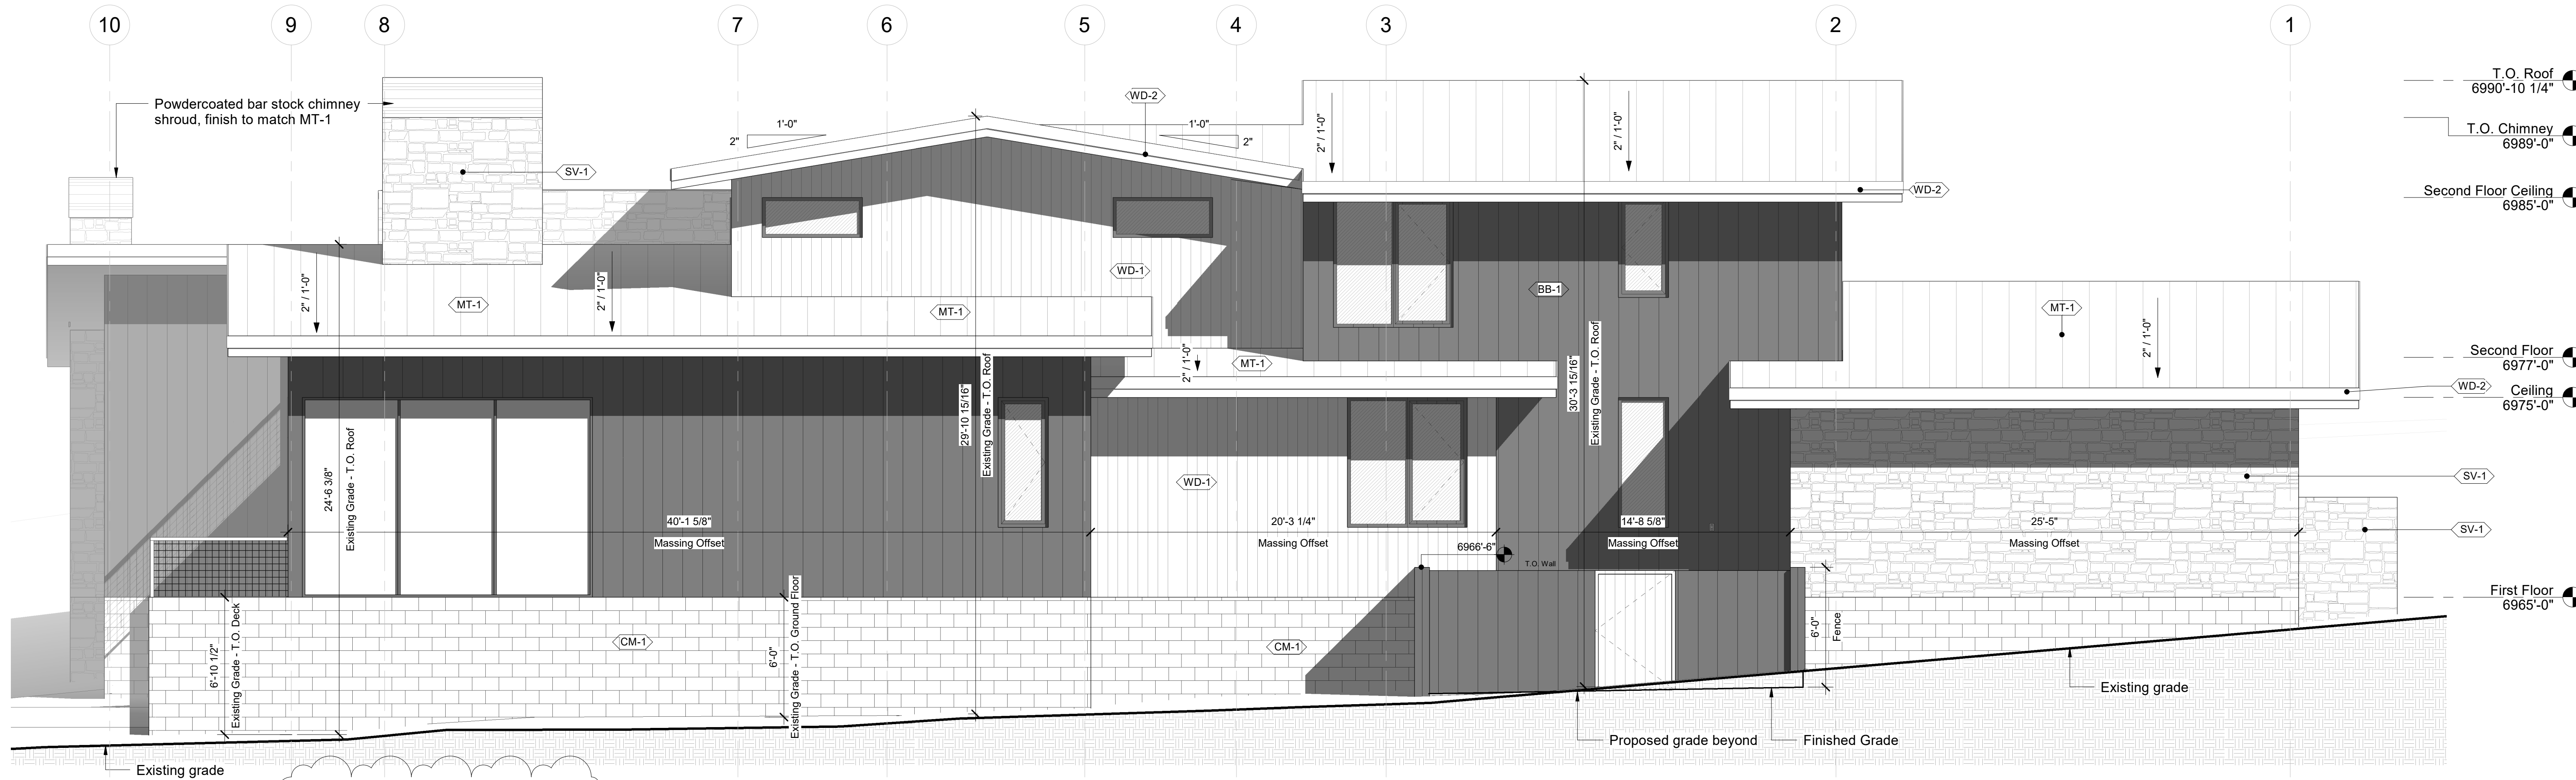 10
9
8
7
6
5
4
3
2
1
Powdercoated bar stock chimney
shroud, finish to match MT-1
SV-1
1'-0"
2"
WD-2
1'-0"
2"
2" / 1'-0"
2" / 1'-0"
WD-2
T.O. Roof
6990'-10 1/4"
T.O. Chimney
6989'-0"
Second Floor Ceiling
6985'-0"
Second Floor
6977'-0"
WD-2
Ceiling
6975'-0"
First Floor
6965'-0"
2" / 1'-0"
MT-1
2" / 1'-0"
MT-1
WD-1
BB-1
MT-1
2" / 1'-0"
2" / 1'-0"
MT-1
24'-6 3/8"
Existing Grade - T.O. Roof
29'-10 15/16"
Existing Grade - T.O. Roof
30'-3 15/16"
Existing Grade - T.O. Roof
WD-1
SV-1
SV-1
40'-1 5/8"
Massing Offset
20'-3 1/4"
Massing Offset
14'-8 5/8"
Massing Offset
25'-5"
Massing Offset
6966'-6"
T.O. Wall
6'-10 1/2"
Existing Grade - T.O. Deck
CM-1
6'-0"
Existing Grade - T.O. Ground Floor
CM-1
6'-0"
Fence
Existing grade
Proposed grade beyond
Finished Grade
Existing grade